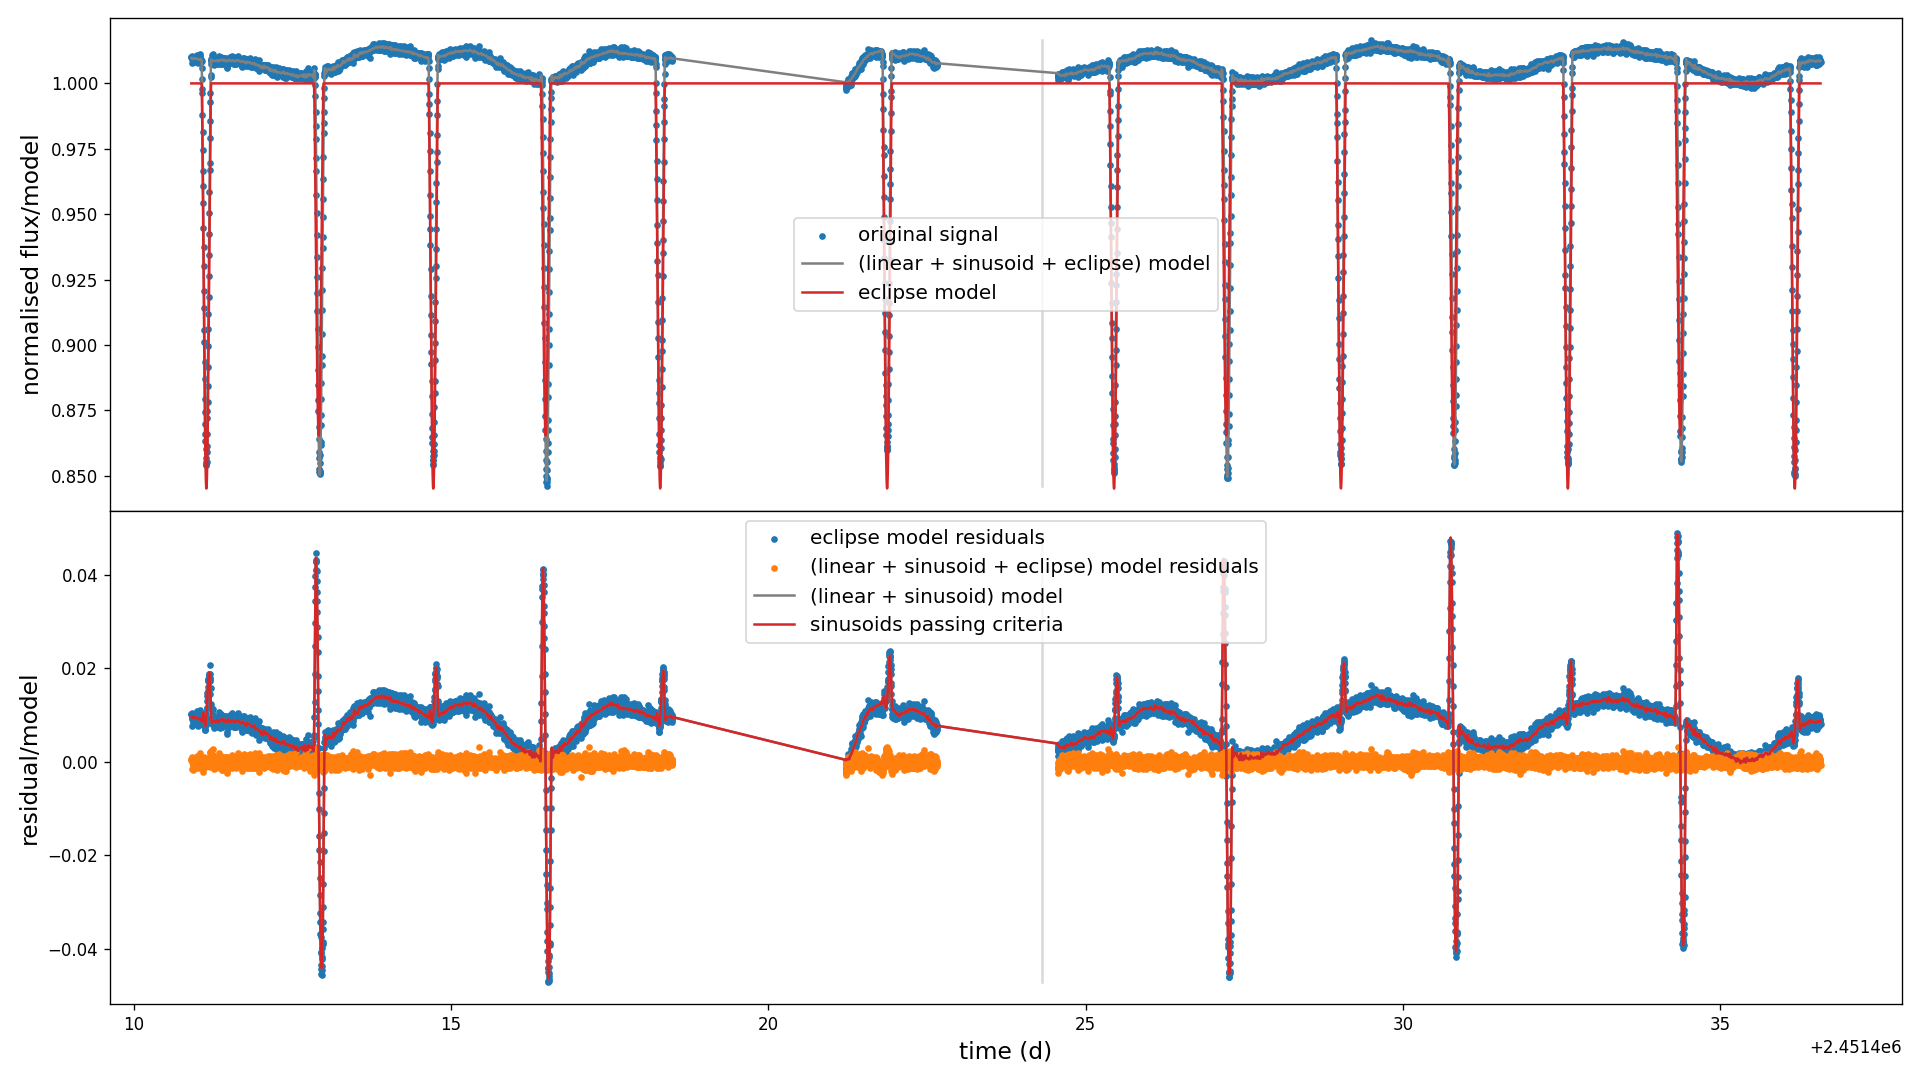 normalised flux/model
1.000
0.975
0.950
0.925
0.900
0.875
0.850
original signal
(linear + sinusoid + eclipse) model
eclipse model
residual/model
0.04
0.02
0.00
−0.02
−0.04
eclipse model residuals
(linear + sinusoid + eclipse) model residuals
(linear + sinusoid) model
sinusoids passing criteria
10
15
20
25
30
35
time (d)
+2.4514e6